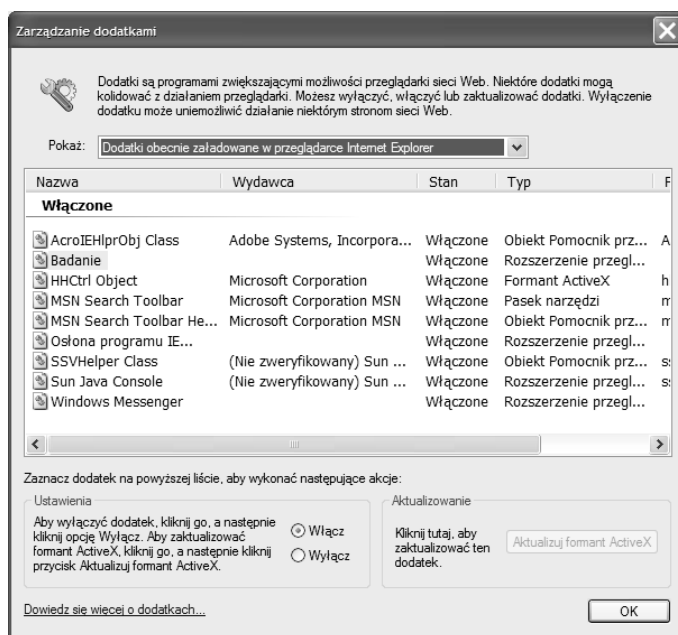 Zarządzanie dodatkami
Dodatki są programami zwiększającymi możliwości przeglądarki sieci Web. Niektóre dodatki mogą
kolidować z działaniem przeglądarki. Możesz wyłączyć, włączyć lub zaktualizować dodatki. Wyłączenie
dodatku może uniemożliwić działanie niektórym stronom sieci Web.
Pokaż: Dodatki obecnie załadowane w przeglądarce Internet Explorer
Nazwa Wydawca Stan Typ F
Włączone
AcroIEHlprObj Class Adobe Systems, Incorpora... Włączone Obiekt Pomocnik prz... A
Badanie Włączone Rozszerzenie przegl...
HHCtrl Object Microsoft Corporation Włączone Formant ActiveX h
MSN Search Toolbar Microsoft Corporation MSN Włączone Pasek narzędzi m
MSN Search Toolbar He... Microsoft Corporation MSN Włączone Obiekt Pomocnik prz... m
Osłona programu IE... Włączone Rozszerzenie przegl...
SSVHelper Class (Nie zweryfikowany) Sun ... Włączone Obiekt Pomocnik prz... s
Sun Java Console (Nie zweryfikowany) Sun ... Włączone Rozszerzenie przegl... s
Windows Messenger Włączone Rozszerzenie przegl...
Zaznacz dodatek na powyższej liście, aby wykonać następujące akcje:
Ustawienia
Aby wyłączyć dodatek, kliknij go, a następnie
kliknij opcję Wyłącz. Aby zaktualizować
formant ActiveX, kliknij go, a następnie kliknij
przycisk Aktualizuj formant ActiveX.
Włącz
Wyłącz
Aktualizowanie
Kliknij tutaj, aby
zaktualizować ten
dodatek.
Aktualizuj formant ActiveX
Dowiedz się więcej o dodatkach...
OK